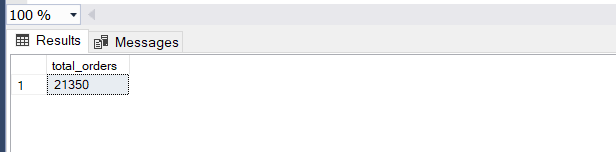 100 %
Results Messages
total_orders
1 21350